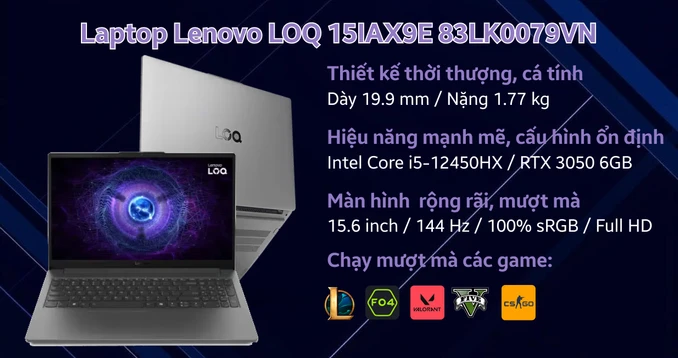 Laptop Lenovo LOQ 15IAX9E 83LK0079VN
Thiết kế thời thượng, cá tính
Dày 19.9 mm / Nặng 1.77 kg
Hiệu năng mạnh mẽ, cấu hình ổn định
Intel Core i5-12450HX / RTX 3050 6GB
Màn hình rộng rãi, mượt mà
15.6 inch / 144 Hz / 100% sRGB / Full HD
Chạy mượt mà các game:
LOQ
Lenovo
LOQ
L
FO4
VALORANT
V
FIVE
CS:GO